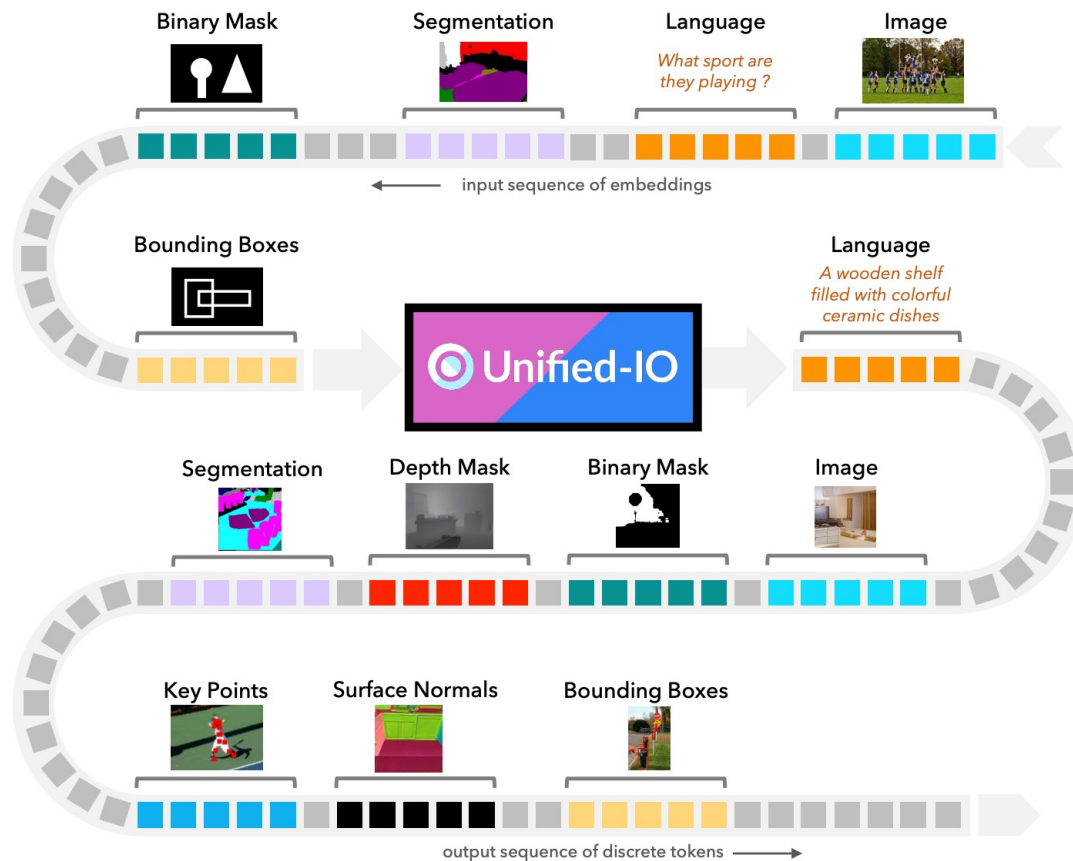 Binary Mask
Segmentation
Language
Image
What sport are
they playing ?
input sequence of embeddings
Bounding Boxes
Language
A wooden shelf
filled with colorful
ceramic dishes
Unified-IO
Segmentation
Depth Mask
Binary Mask
Image
Key Points
Surface Normals
Bounding Boxes
output sequence of discrete tokens